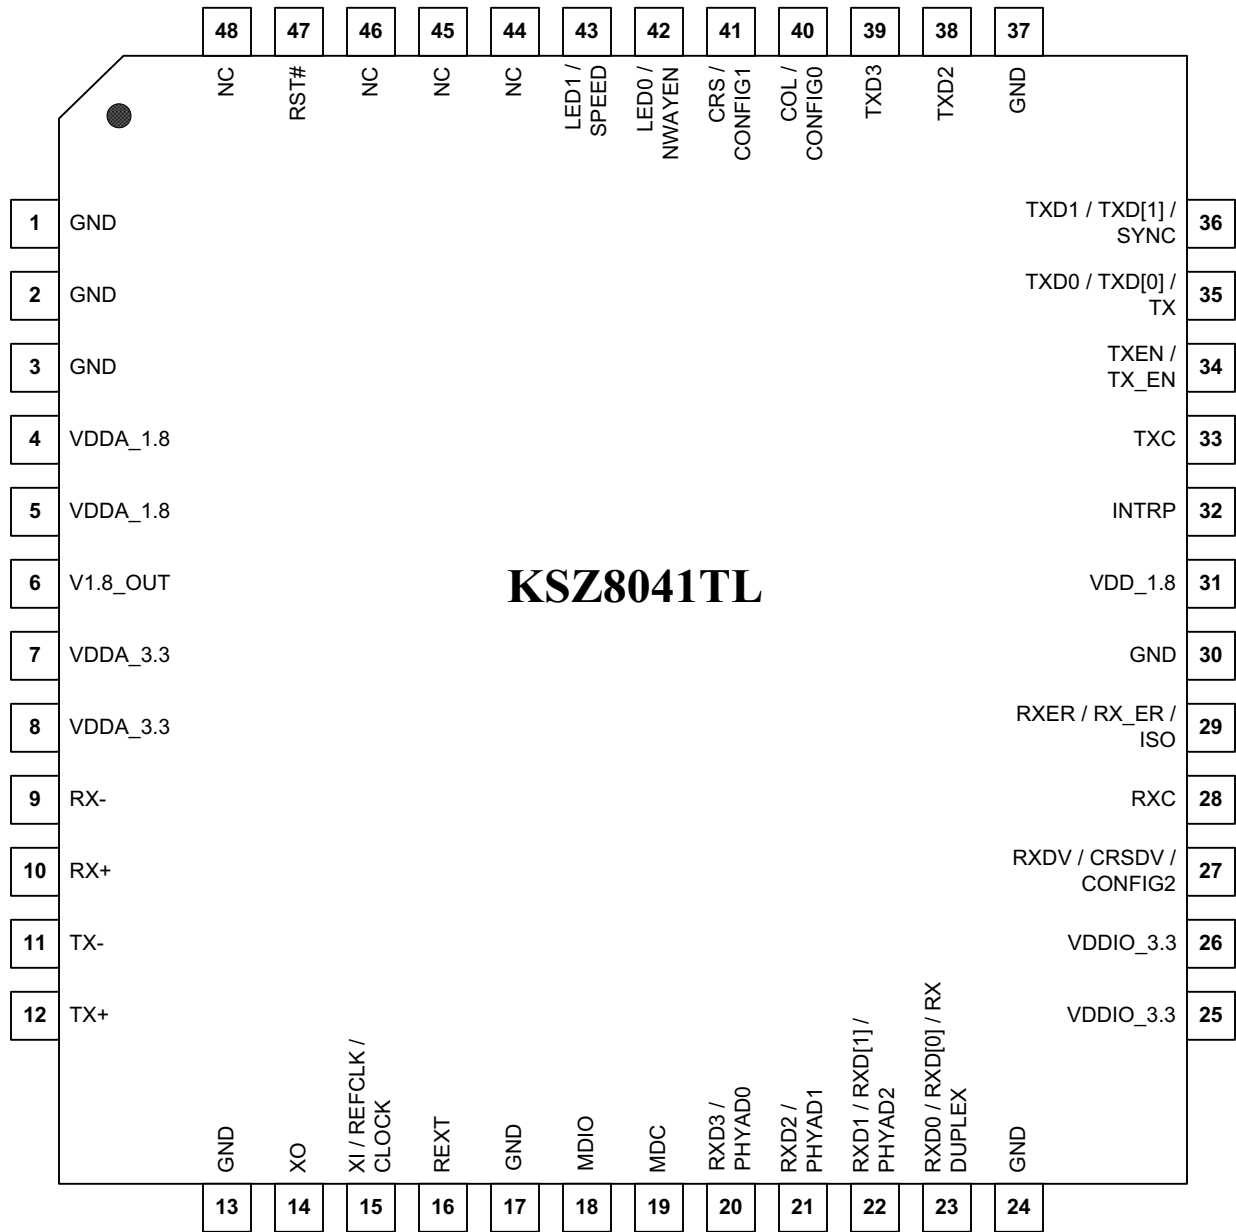 48
47
46
45
44
43
42
41
40
39
38
37
NC
RST#
NC
NC
NC
LED1 /
SPEED
LED0 /
NWAYEN
CRS /
CONFIG1
COL /
CONFIG0
TXD3
TXD2
GND
1
GND
2
GND
3
GND
4
VDDA_1.8
5
VDDA_1.8
6
V1.8_OUT
7
VDDA_3.3
8
VDDA_3.3
9
RX-
10
RX+
11
TX-
12
TX+
KSZ8041TL
TXD1 / TXD[1] /
SYNC
36
TXD0 / TXD[0] /
TX
35
TXEN /
TX_EN
34
TXC
33
INTRP
32
VDD_1.8
31
GND
30
RXER / RX_ER /
ISO
29
RXC
28
RXDV / CRSDV /
CONFIG2
27
VDDIO_3.3
26
VDDIO_3.3
25
GND
XO
XI / REFCLK /
CLOCK
REXT
GND
MDIO
MDC
RXD3 /
PHYAD0
RXD2 /
PHYAD1
RXD1 / RXD[1] /
PHYAD2
RXD0 / RXD[0] / RX
DUPLEX
GND
13
14
15
16
17
18
19
20
21
22
23
24